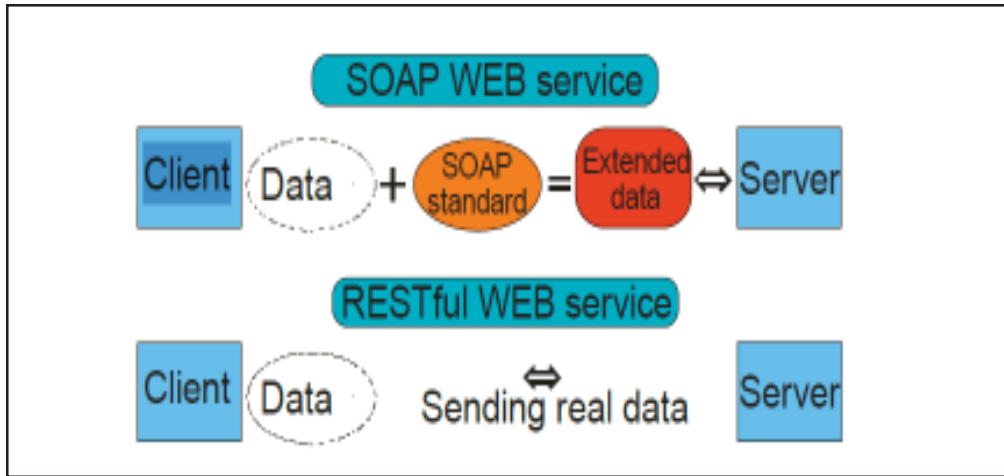 SOAP WEB service
Client
Data
+
SOAP
standard
=
Extended
data
⇔
Server
RESTful WEB service
Client
Data
⇔
Sending real data
Server